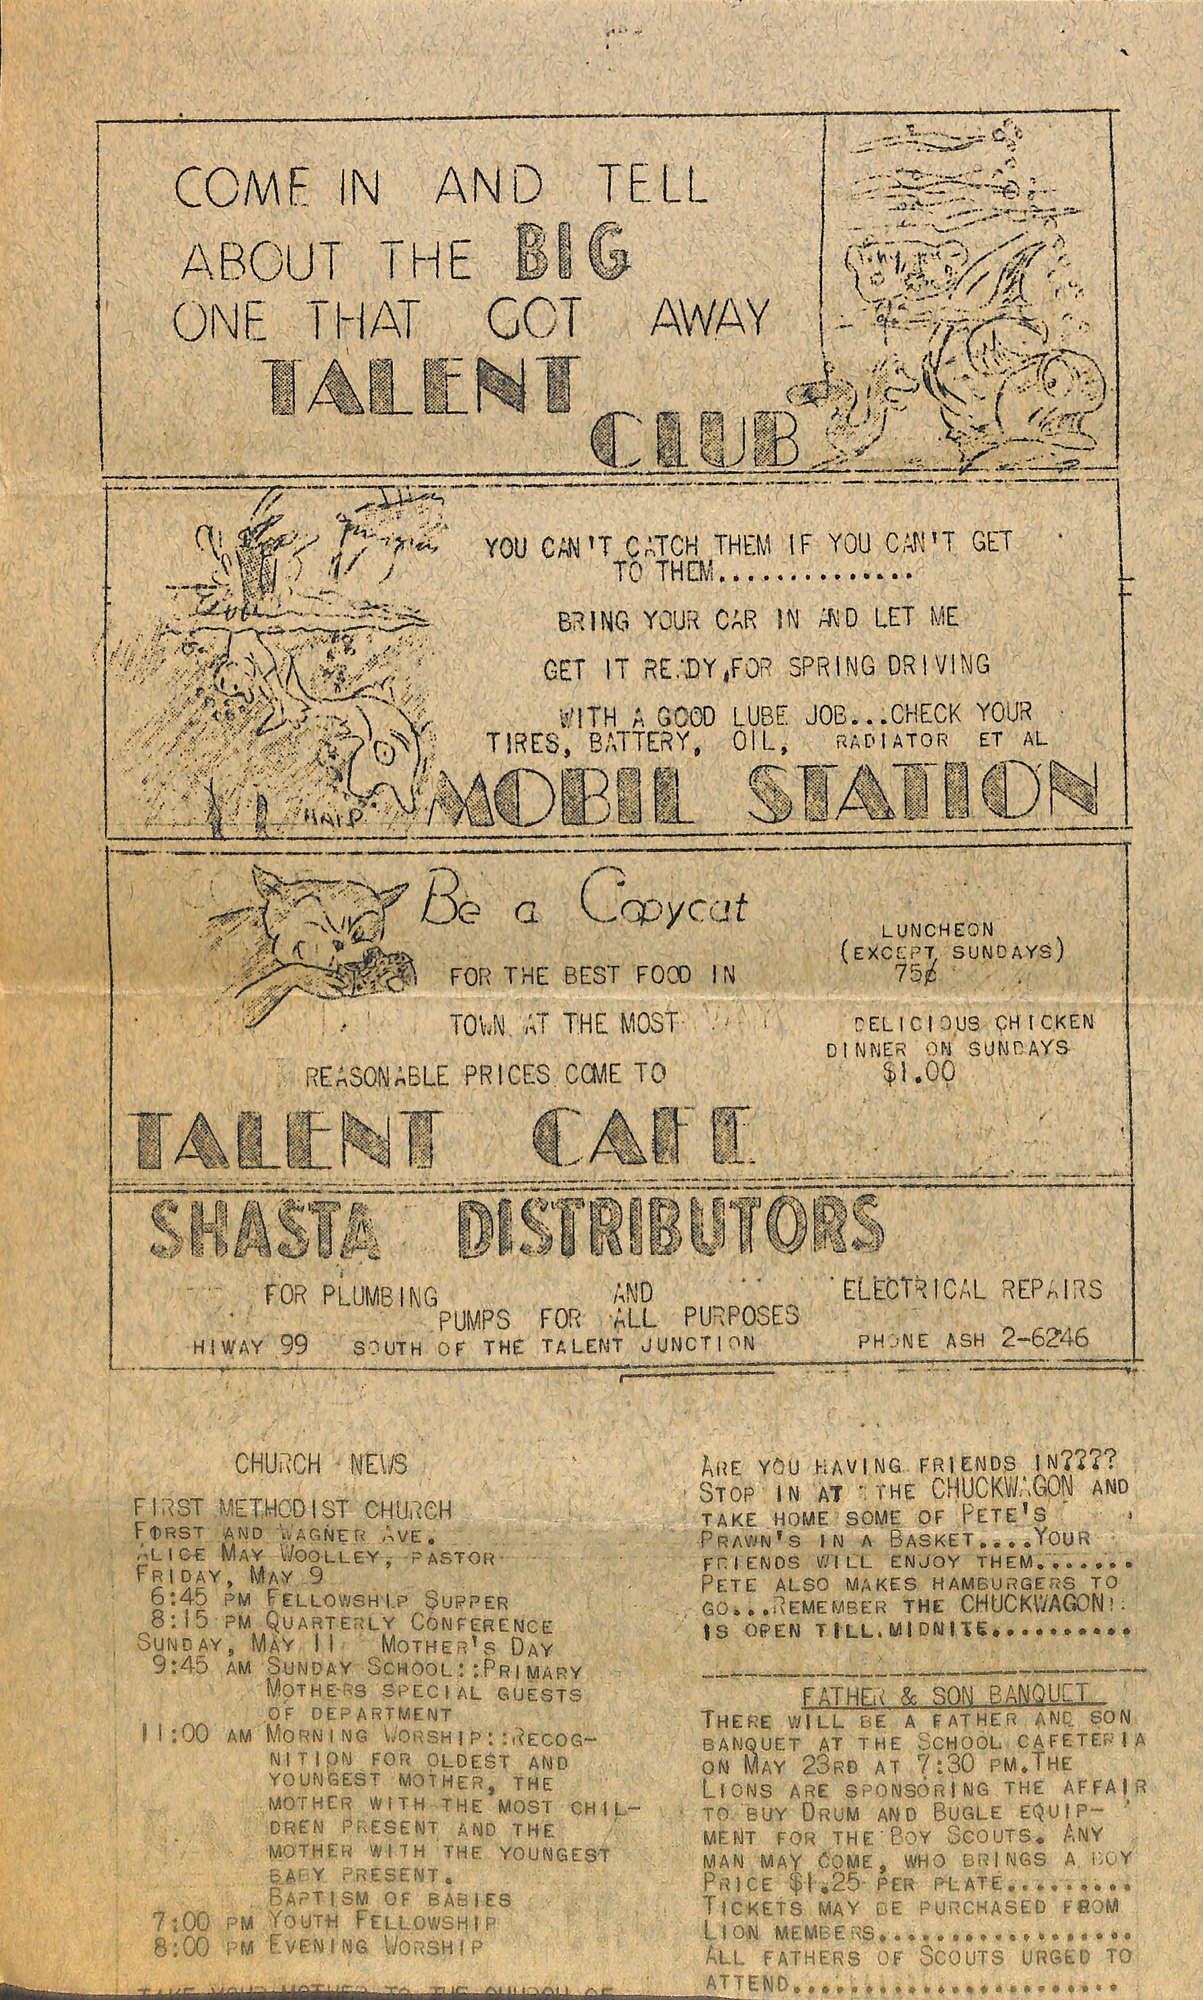 COME IN AND TELL
ABOUT THE BIG
ONE THAT GOT AWAY
TALENT
CLUB
YOU CAN'T CATCH THEM IF YOU CAN'T GET
TO THEM..............
BRING YOUR CAR IN AND LET ME
GET IT READY,FOR SPRING DRIVING
WITH A GOOD LUBE JOB...CHECK YOUR
TIRES, BATTERY, OIL, RADIATOR ET AL
MOBIL STATION
Be a Copycat
FOR THE BEST FOOD IN
TOWN AT THE MOST
REASONABLE PRICES COME TO
TALENT CAFE
LUNCHEON
(EXCEPT SUNDAYS)
75¢
DELICIOUS CHICKEN
DINNER ON SUNDAYS
$1.00
SHASTA DISTRIBUTORS
FOR PLUMBING AND ELECTRICAL REPAIRS
PUMPS FOR ALL PURPOSES
HIWAY 99 SOUTH OF THE TALENT JUNCTION PHONE ASH 2-6246
CHURCH NEWS
FIRST METHODIST CHURCH
FORST AND WAGNER AVE.
ALICE MAY WOOLLEY, PASTOR
FRIDAY, MAY 9
6:45 PM FELLOWSHIP SUPPER
8:15 PM QUARTERLY CONFERENCE
SUNDAY, MAY 11 MOTHER'S DAY
9:45 AM SUNDAY SCHOOL::PRIMARY
MOTHERS SPECIAL GUESTS
OF DEPARTMENT
11:00 AM MORNING WORSHIP::RECOG-
NITION FOR OLDEST AND
YOUNGEST MOTHER, THE
MOTHER WITH THE MOST CHIL-
DREN PRESENT AND THE
MOTHER WITH THE YOUNGEST
BABY PRESENT.
BAPTISM OF BABIES
7:00 PM YOUTH FELLOWSHIP
8:00 PM EVENING WORSHIP
TAKE YOUR MOTHER TO THE CHURCH OF
ARE YOU HAVING FRIENDS IN????
STOP IN AT THE CHUCKWAGON AND
TAKE HOME SOME OF PETE'S
PRAWN'S IN A BASKET....YOUR
FRIENDS WILL ENJOY THEM.......
PETE ALSO MAKES HAMBURGERS TO
GO...REMEMBER THE CHUCKWAGON!
IS OPEN TILL MIDNITE..........
FATHER & SON BANQUET
THERE WILL BE A FATHER AND SON
BANQUET AT THE SCHOOL CAFETERIA
ON MAY 23RD AT 7:30 PM.THE
LIONS ARE SPONSORING THE AFFAIR
TO BUY DRUM AND BUGLE EQUIP-
MENT FOR THE BOY SCOUTS. ANY
MAN MAY COME, WHO BRINGS A BOY
PRICE $1.25 PER PLATE.........
TICKETS MAY BE PURCHASED FROM
LION MEMBERS..................
ALL FATHERS OF SCOUTS URGED TO
ATTEND.......................